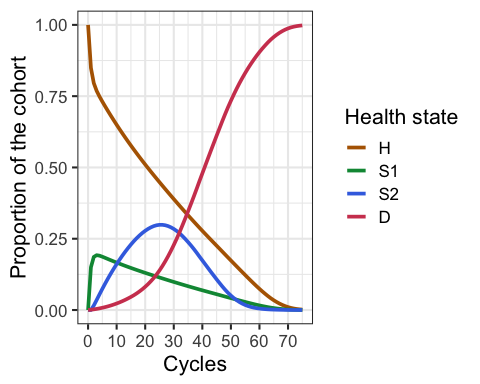 1.00
0.75
0.50
0.25
0.00
Proportion of the cohort
0 10 20 30 40 50 60 70
Cycles
Health state
H
S1
S2
D